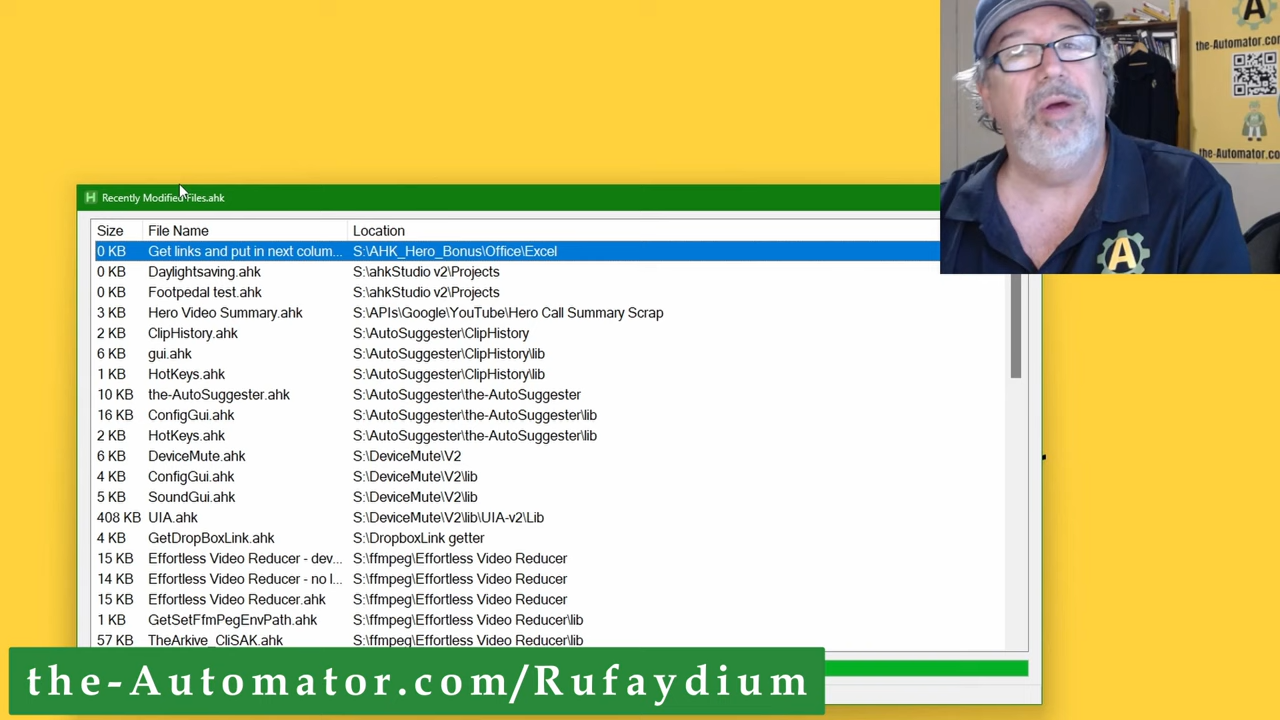 the-Automator.com
the-Automator.co
A
A
Recently Modified Files.ahk
Size File Name Location
0 KB Get links and put in next colum... S:\AHK_Hero_Bonus\Office\Excel
0 KB Daylightsaving.ahk S:\ahkStudio v2\Projects
0 KB Footpedal test.ahk S:\ahkStudio v2\Projects
3 KB Hero Video Summary.ahk S:\APIs\Google\YouTube\Hero Call Summary Scrap
2 KB ClipHistory.ahk S:\AutoSuggester\ClipHistory
6 KB gui.ahk S:\AutoSuggester\ClipHistory\lib
1 KB HotKeys.ahk S:\AutoSuggester\ClipHistory\lib
10 KB the-AutoSuggester.ahk S:\AutoSuggester\the-AutoSuggester
16 KB ConfigGui.ahk S:\AutoSuggester\the-AutoSuggester\lib
2 KB HotKeys.ahk S:\AutoSuggester\the-AutoSuggester\lib
6 KB DeviceMute.ahk S:\DeviceMute\V2
4 KB ConfigGui.ahk S:\DeviceMute\V2\lib
5 KB SoundGui.ahk S:\DeviceMute\V2\lib
408 KB UIA.ahk S:\DeviceMute\V2\lib\UIA-v2\Lib
4 KB GetDropBoxLink.ahk S:\DropboxLink getter
15 KB Effortless Video Reducer - dev... S:\ffmpeg\Effortless Video Reducer
14 KB Effortless Video Reducer - no l... S:\ffmpeg\Effortless Video Reducer
15 KB Effortless Video Reducer.ahk S:\ffmpeg\Effortless Video Reducer
1 KB GetSetFfmPegEnvPath.ahk S:\ffmpeg\Effortless Video Reducer\lib
57 KB TheArkive_CliSAK.ahk S:\ffmpeg\Effortless Video Reducer\lib
the-Automator.com/Rufaydium